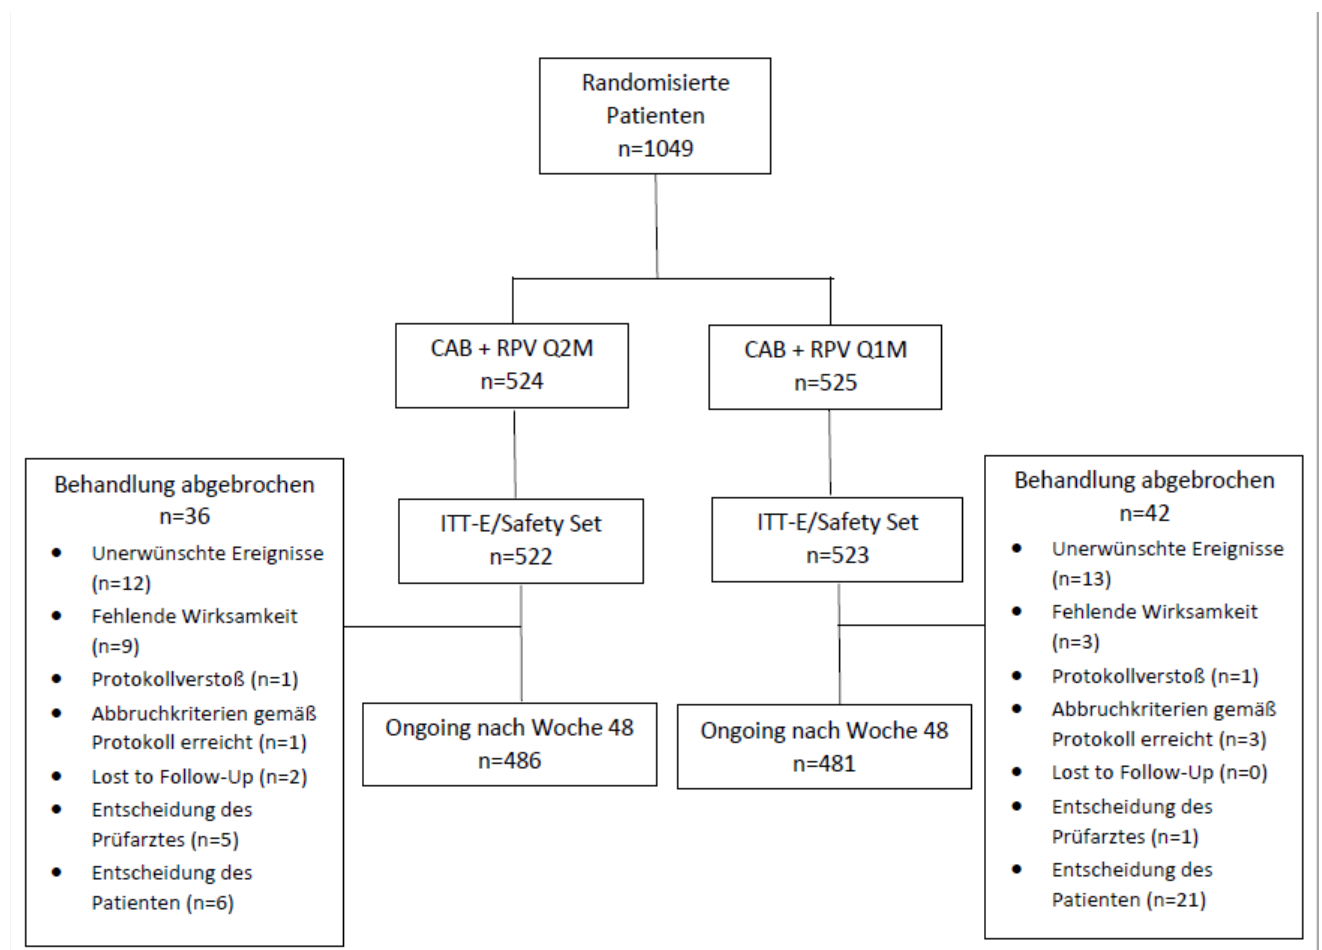 Randomisierte
Patienten
n=1049
CAB + RPV Q2M
n=524
CAB + RPV Q1M
n=525
Behandlung abgebrochen
n=36
• Unerwünschte Ereignisse
(n=12)
• Fehlende Wirksamkeit
(n=9)
• Protokollverstoß (n=1)
• Abbruchkriterien gemäß
Protokoll erreicht (n=1)
• Lost to Follow-Up (n=2)
• Entscheidung des
Prüfarztes (n=5)
• Entscheidung des
Patienten (n=6)
ITT-E/Safety Set
n=522
ITT-E/Safety Set
n=523
Behandlung abgebrochen
n=42
• Unerwünschte Ereignisse
(n=13)
• Fehlende Wirksamkeit
(n=3)
• Protokollverstoß (n=1)
• Abbruchkriterien gemäß
Protokoll erreicht (n=3)
• Lost to Follow-Up (n=0)
• Entscheidung des
Prüfarztes (n=1)
• Entscheidung des
Patienten (n=21)
Ongoing nach Woche 48
n=486
Ongoing nach Woche 48
n=481